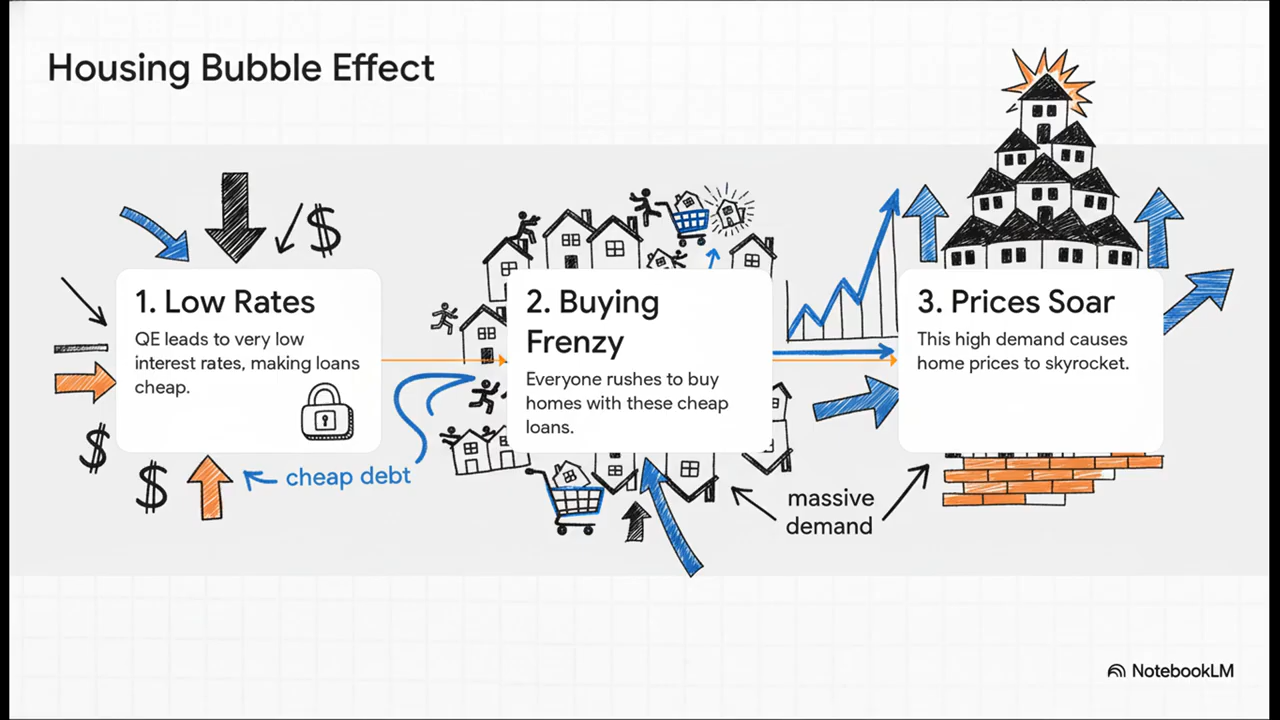 Housing Bubble Effect
$
1. Low Rates
QE leads to very low
interest rates, making loans
cheap.
$
$
cheap debt
2. Buying
Frenzy
Everyone rushes to buy
homes with these cheap
loans.
massive
demand
3. Prices Soar
This high demand causes
home prices to skyrocket.
NotebookLM